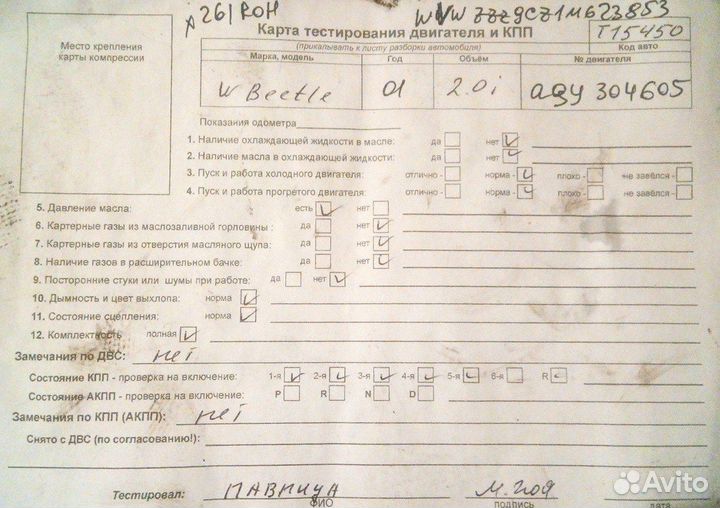 A261ROH WVWZZZ9CZ1M623853
Карта тестирования двигателя и КПП T15450
(прикалывать к листу разборки автомобиля) Код авто
Место крепления карты компрессии
Марка, модель Год Объём № двигателя
W Beetle 01 2.0i aqy 304605
Показания одометра
1. Наличие охлаждающей жидкости в масле: да нет ✓
2. Наличие масла в охлаждающей жидкости: да нет ✓
3. Пуск и работа холодного двигателя: отлично - норма - ✓ плохо - не завёлся -
4. Пуск и работа прогретого двигателя: отлично - норма - ✓ плохо - не завёлся -
5. Давление масла: есть ✓ нет
6. Картерные газы из маслозаливной горловины: да нет ✓
7. Картерные газы из отверстия масляного щупа: да нет ✓
8. Наличие газов в расширительном бачке: да нет ✓
9. Посторонние стуки или шумы при работе: да нет ✓
10. Дымность и цвет выхлопа: норма ✓
11. Состояние сцепления: норма ✓
12. Комплектность полная ✓
Замечания по ДВС: нет
Состояние КПП - проверка на включение: 1-я ✓ 2-я ✓ 3-я ✓ 4-я ✓ 5-я ✓ 6-я R ✓
Состояние АКПП - проверка на включение: P R N D
Замечания по КПП (АКПП): нет
Снято с ДВС (по согласованию!):
Тестировал:
ФИО подпись дата
Avito